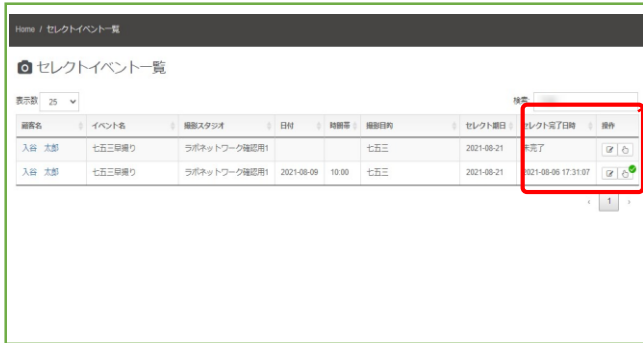 Home / セレクトイベント一覧
セレクトイベント一覧
表示数 25 検索:
顧客名 イベント名 撮影スタジオ 日付 時間帯 撮影目的 セレクト期日 セレクト完了日時 操作
入谷 太郎 七五三早撮り ラボネットワーク確認用1 七五三 2021-08-21 未完了
入谷 太郎 七五三早撮り ラボネットワーク確認用1 2021-08-09 10:00 七五三 2021-08-21 2021-08-06 17:31:07
‹ 1 ›